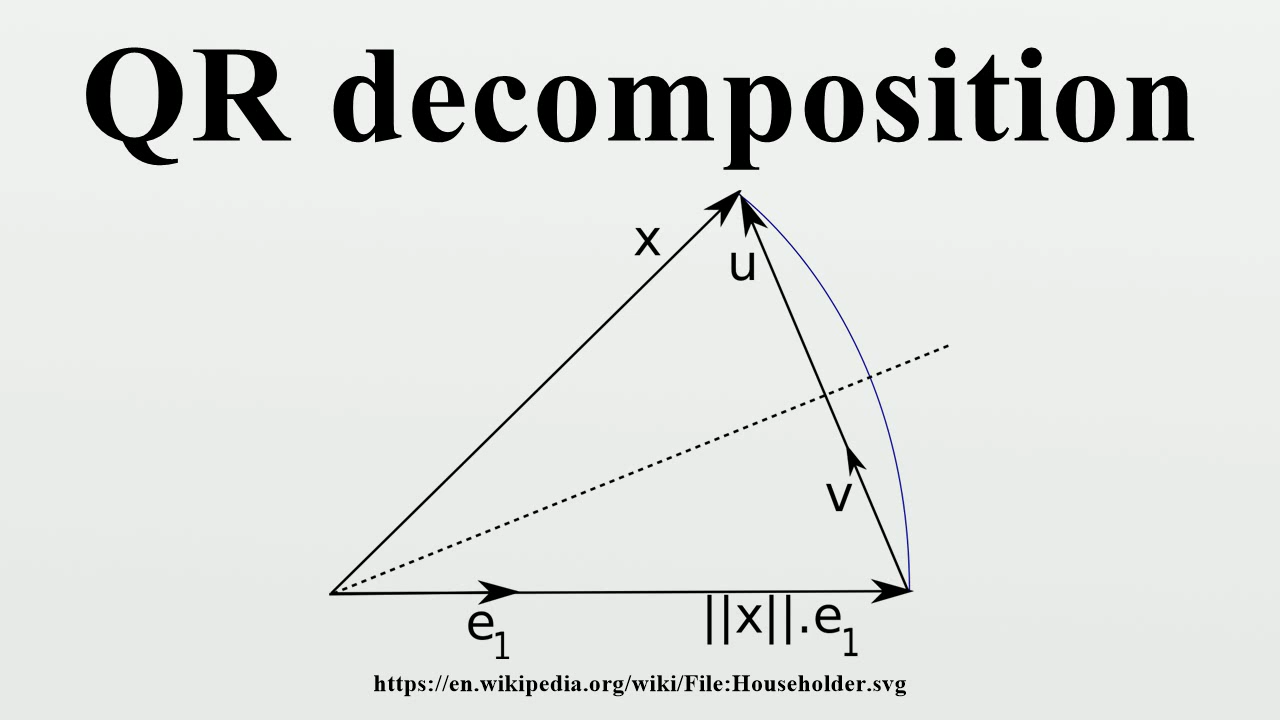 QR decomposition
x
u
v
e1
||x||.e1
https://en.wikipedia.org/wiki/File:Householder.svg